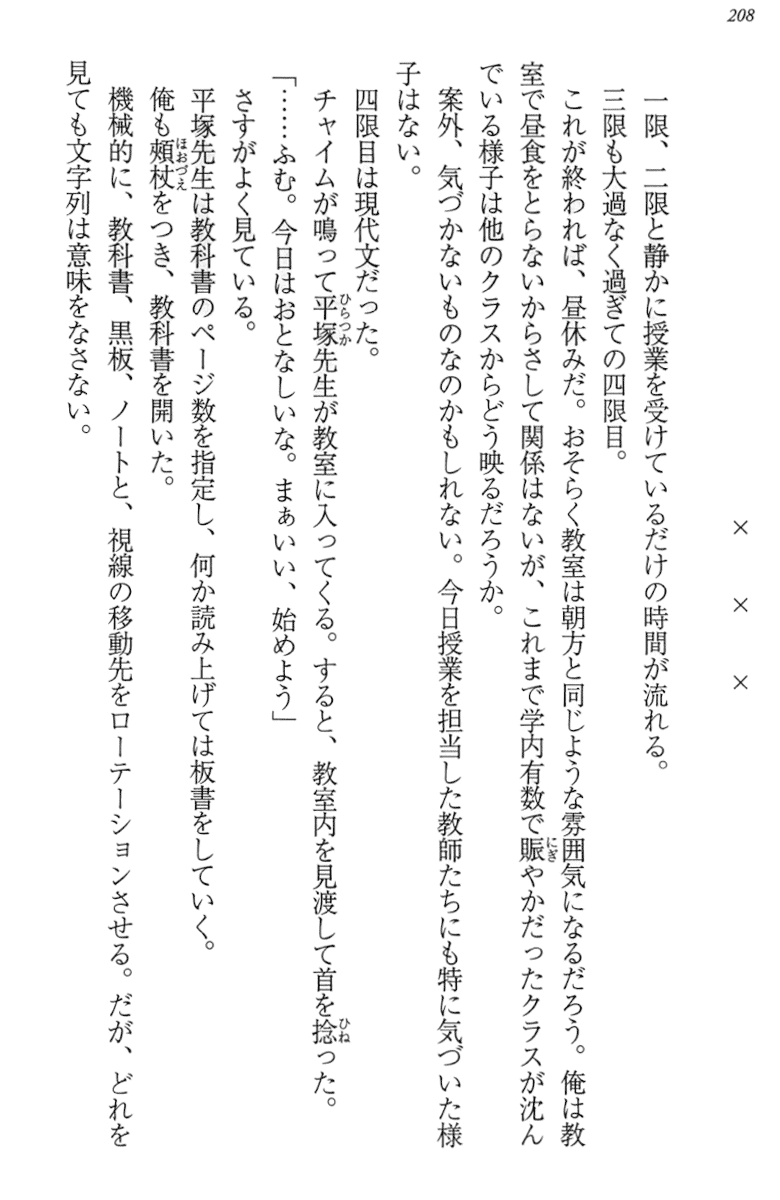 208
× × ×
一限、二限と静かに授業を受けているだけの時間が流れる。
三限も大過なく過ぎての四限目。
これが終われば、昼休みだ。おそらく教室は朝方と同じような雰囲気になるだろう。俺は教
室で昼食をとらないからさして関係はないが、これまで学内有数で賑やかだったクラスが沈ん
でいる様子は他のクラスからどう映るだろうか。
案外、気づかないものなのかもしれない。今日授業を担当した教師たちにも特に気づいた様
子はない。
四限目は現代文だった。
チャイムが鳴って平塚先生が教室に入ってくる。すると、教室内を見渡して首を捻った。
「……ふむ。今日はおとなしいな。まぁいい、始めよう」
さすがよく見ている。
平塚先生は教科書のページ数を指定し、何か読み上げては板書をしていく。
俺も頬杖をつき、教科書を開いた。
機械的に、教科書、黒板、ノートと、視線の移動先をローテーションさせる。だが、どれを
見ても文字列は意味をなさない。